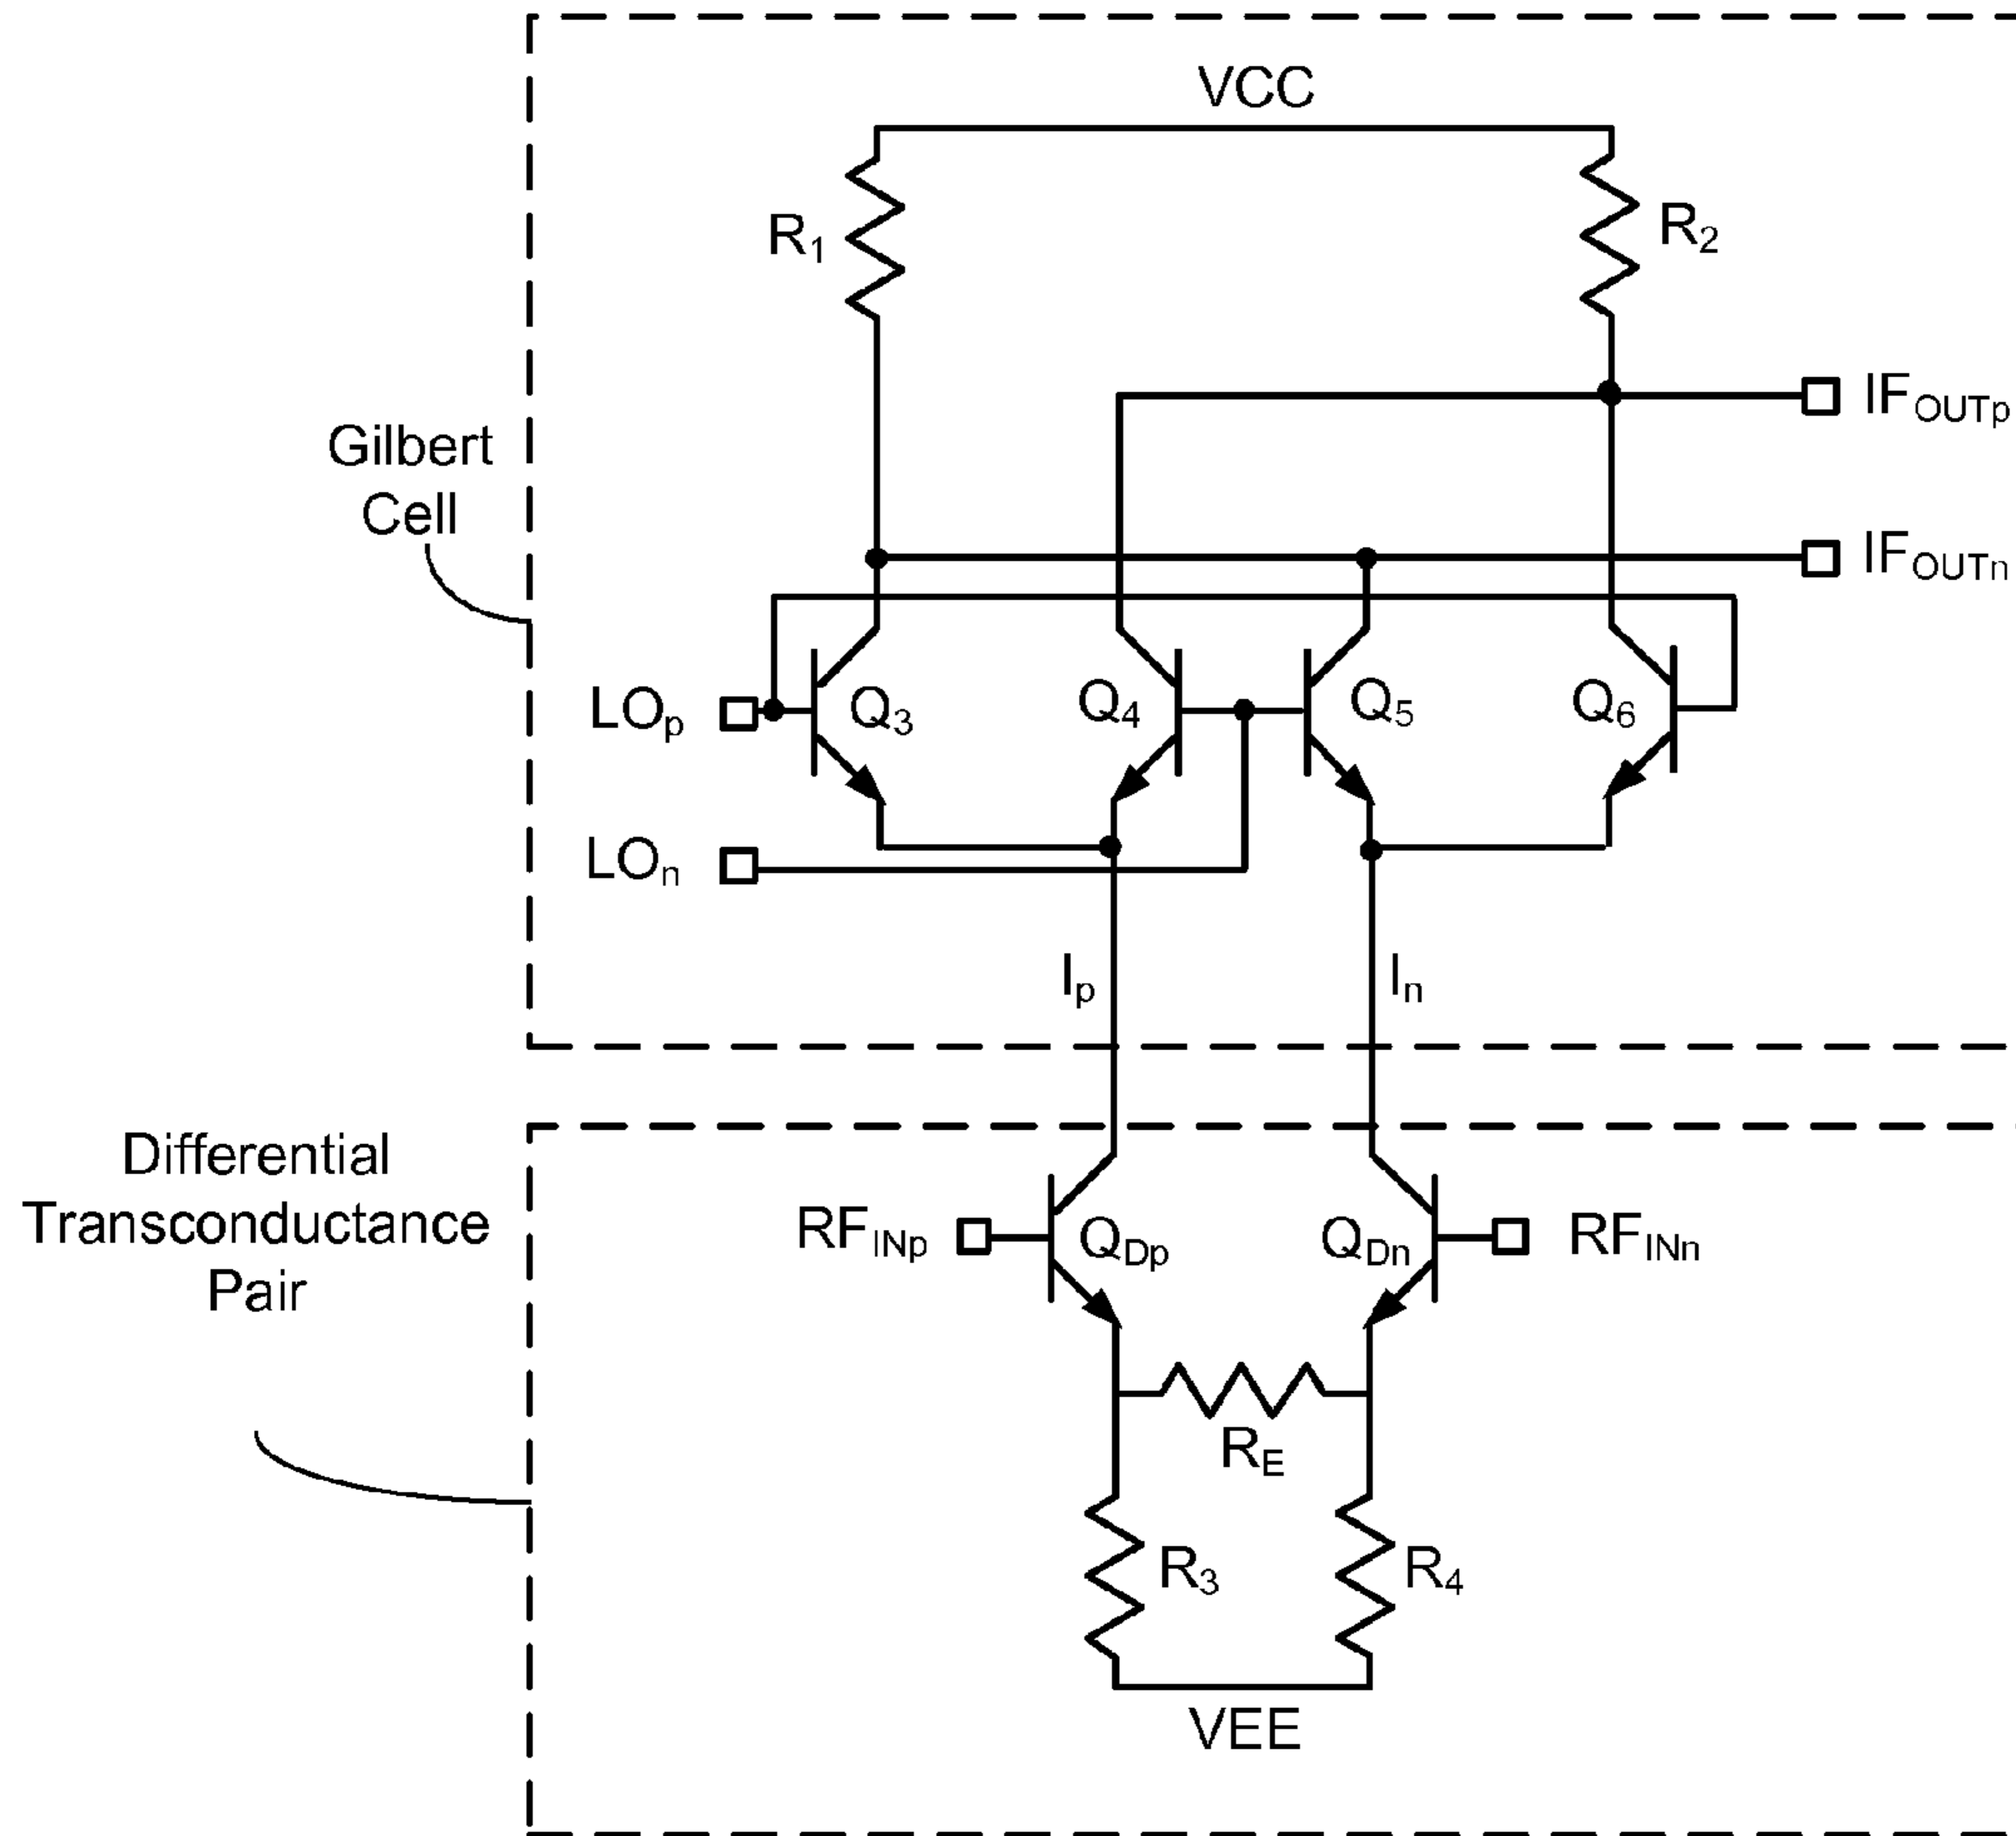 VCC
R1
R2
IFOUTp
Gilbert
Cell
IFOUTn
LOp
Q3
Q4
Q5
Q6
LOn
Ip
In
Differential
Transconductance
Pair
RFINp
QDp
QDn
RFINn
RE
R3
R4
VEE